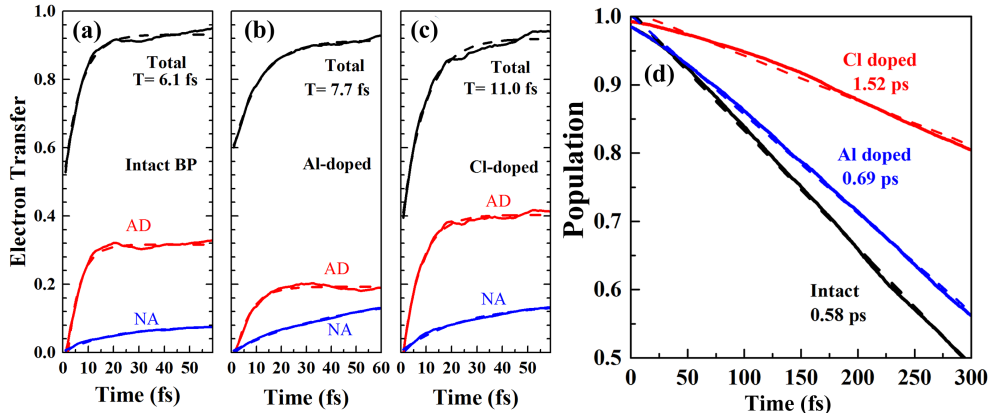 (a)
(b)
(c)
(d)
Electron Transfer
0.0
0.2
0.4
0.6
0.8
1.0
Total
T= 6.1 fs
Intact BP
AD
NA
0 10 20 30 40 50
Time (fs)
Total
T= 7.7 fs
Al-doped
AD
NA
0 10 20 30 40 50 60
Time (fs)
Total
T= 11.0 fs
Cl-doped
AD
NA
0 10 20 30 40 50
Time (fs)
Population
1.0
0.9
0.8
0.7
0.6
0.5
Cl doped
1.52 ps
Al doped
0.69 ps
Intact
0.58 ps
0 50 100 150 200 250 300
Time (fs)